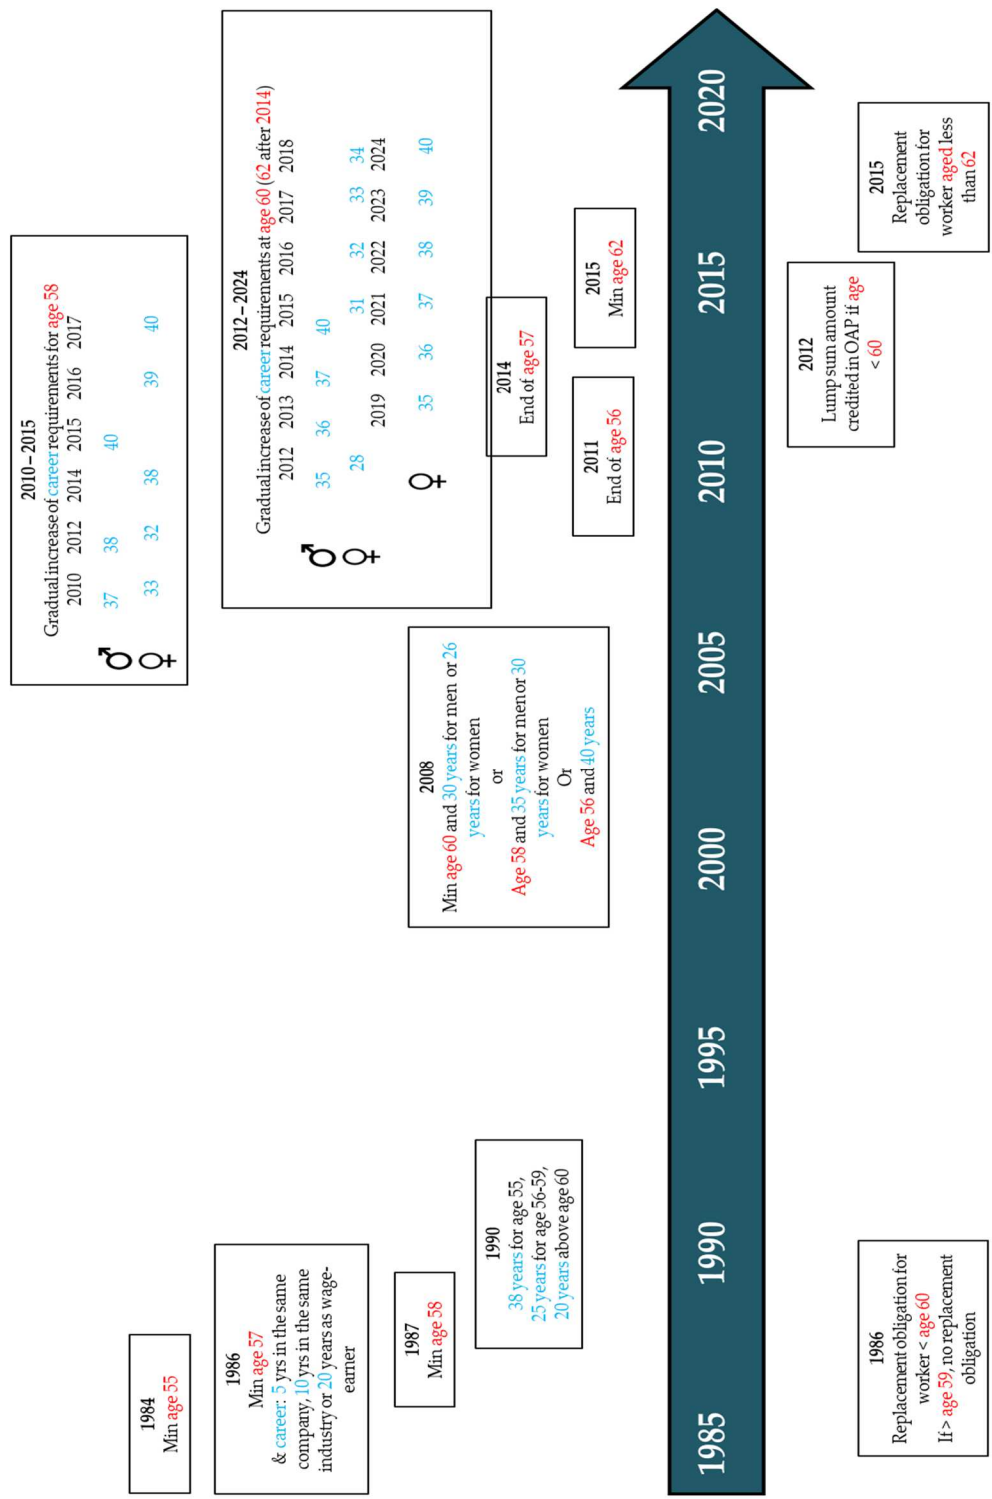 1984
Min age 55
1986
Min age 57
& career: 5 yrs in the same
company, 10 yrs in the same
industry or 20 years as wage-
earner
1987
Min age 58
1990
38 years for age 55,
25 years for age 56-59,
20 years above age 60
2008
Min age 60 and 30 years for men or 26
years for women
or
Age 58 and 35 years for men or 30
years for women
Or
Age 56 and 40 years
2010 – 2015
Gradual increase of career requirements for age 58
2010 2012 2014 2015 2016 2017
♂ 37 38 40
♀ 33 32 38 39 40
2012 – 2024
Gradual increase of career requirements at age 60 (62 after 2014)
2012 2013 2014 2015 2016 2017 2018
♂ 35 36 37 40
♀ 28 31 32 33 34
2019 2020 2021 2022 2023 2024
♀ 35 36 37 38 39 40
2014
End of age 57
2011
End of age 56
2015
Min age 62
1985 1990 1995 2000 2005 2010 2015 2020
1986
Replacement obligation for
worker < age 60
If > age 59, no replacement
obligation
2012
Lump sum amount
credited in OAP if age
< 60
2015
Replacement
obligation for
worker aged less
than 62